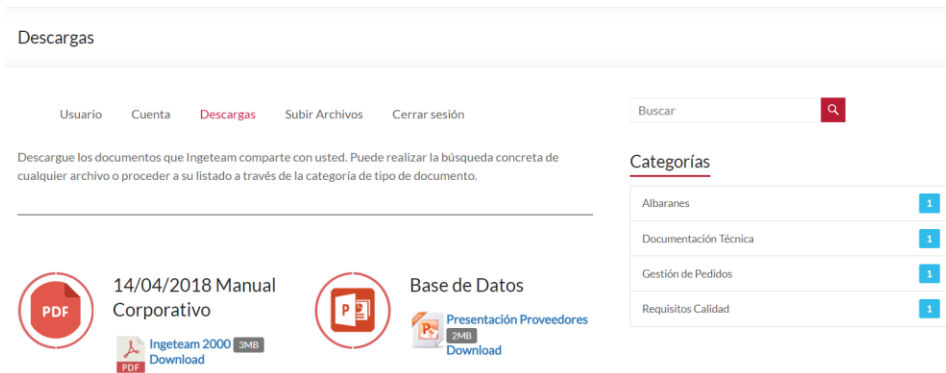 Descargas
Usuario Cuenta Descargas Subir Archivos Cerrar sesión
Descargue los documentos que Ingeteam comparte con usted. Puede realizar la búsqueda concreta de
cualquier archivo o proceder a su listado a través de la categoría de tipo de documento.
PDF
14/04/2018 Manual
Corporativo
PDF
Ingeteam 2000 3MB
Download
P
Base de Datos
P
Presentación Proveedores
2MB
Download
Buscar
Categorías
Albaranes 1
Documentación Técnica 1
Gestión de Pedidos 1
Requisitos Calidad 1